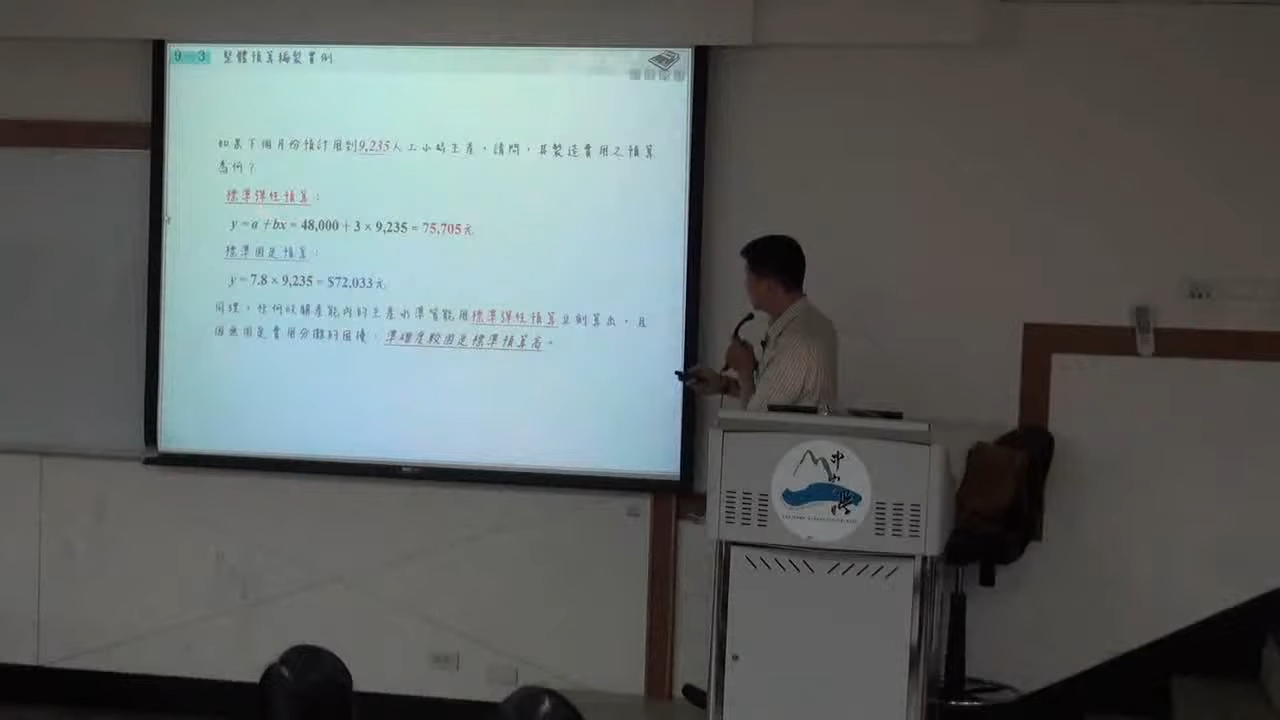 9-3 整體預算編製實例
如果下個月份預計用到9,235人工小時生產，請問，其製造費用之預算
為何？
標準彈性預算：
y = a + bx = 48,000 + 3 × 9,235 = 75,705元
標準固定預算：
y = 7.8 × 9,235 = $72,033元
同理，任何攸關產能內的生產水準皆能用標準彈性預算立刻算出，且
因無固定費用分攤的困擾，準確度較固定標準預算高。
中山